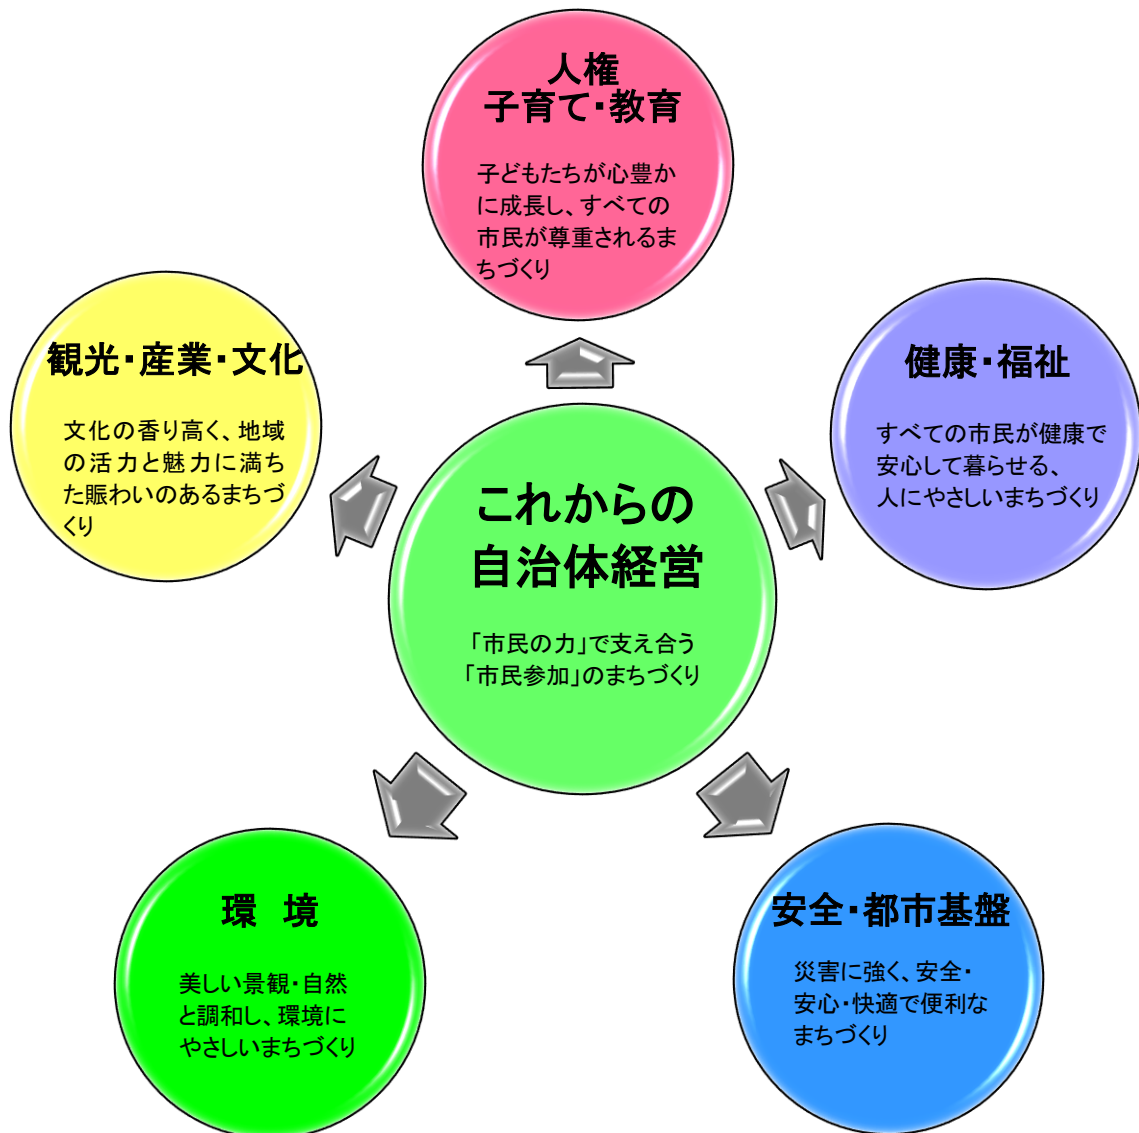 人権
子育て・教育
子どもたちが心豊か
に成長し、すべての
市民が尊重されるま
ちづくり
観光・産業・文化
文化の香り高く、地域
の活力と魅力に満ち
た賑わいのあるまちづ
くり
健康・福祉
すべての市民が健康で
安心して暮らせる、
人にやさしいまちづくり
これからの
自治体経営
「市民の力」で支え合う
「市民参加」のまちづくり
環　境
美しい景観・自然
と調和し、環境に
やさしいまちづくり
安全・都市基盤
災害に強く、安全・
安心・快適で便利な
まちづくり